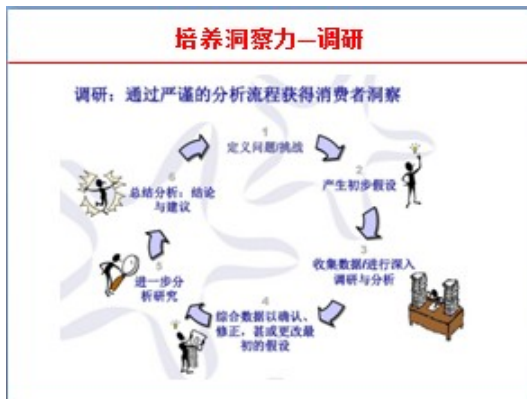 培养洞察力—调研
调研：通过严谨的分析流程获得消费者洞察
1
定义问题/挑战
2
产生初步假设
3
收集数据/进行深入
调研与分析
4
综合数据以确认、
修正，甚或更改最
初的假设
5
进一步分
析研究
6
总结分析：结论
与建议